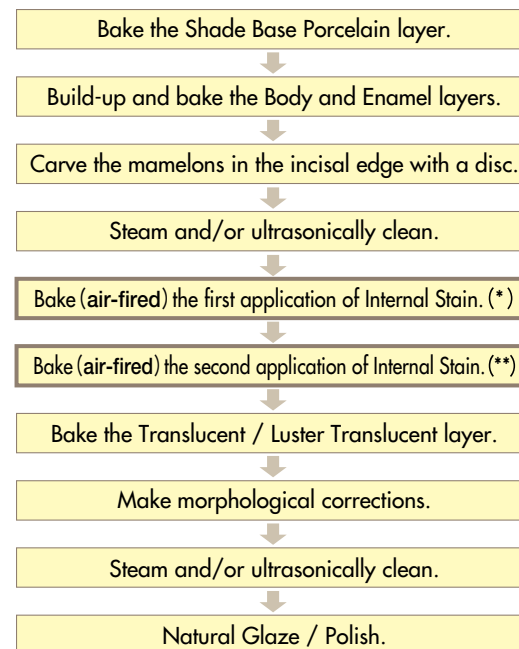 Bake the Shade Base Porcelain layer.
Build-up and bake the Body and Enamel layers.
Carve the mamelons in the incisal edge with a disc.
Steam and/or ultrasonically clean.
Bake (air-fired) the first application of Internal Stain. (*)
Bake (air-fired) the second application of Internal Stain. (**)
Bake the Translucent / Luster Translucent layer.
Make morphological corrections.
Steam and/or ultrasonically clean.
Natural Glaze / Polish.